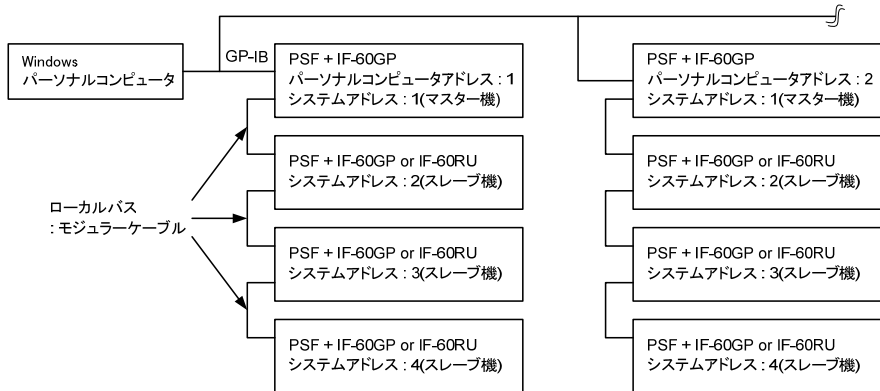 Windows
パーソナルコンピュータ
GP-IB
PSF + IF-60GP
パーソナルコンピュータアドレス : 1
システムアドレス : 1(マスター機)
PSF + IF-60GP or IF-60RU
システムアドレス : 2(スレーブ機)
PSF + IF-60GP or IF-60RU
システムアドレス : 3(スレーブ機)
PSF + IF-60GP or IF-60RU
システムアドレス : 4(スレーブ機)
ローカルバス
: モジュラーケーブル
PSF + IF-60GP
パーソナルコンピュータアドレス : 2
システムアドレス : 1(マスター機)
PSF + IF-60GP or IF-60RU
システムアドレス : 2(スレーブ機)
PSF + IF-60GP or IF-60RU
システムアドレス : 3(スレーブ機)
PSF + IF-60GP or IF-60RU
システムアドレス : 4(スレーブ機)